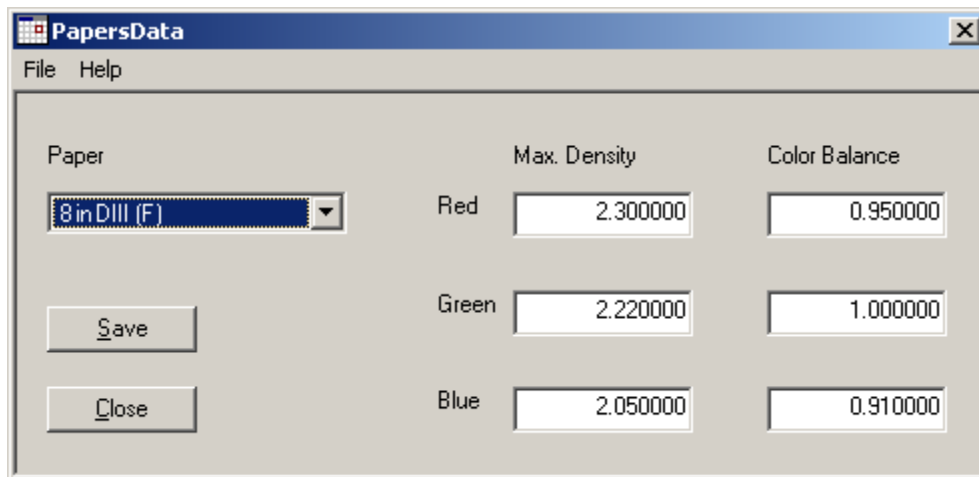 PapersData
File Help
Paper Max. Density Color Balance
8 in DIII (F) Red 2.300000 0.950000
Green 2.220000 1.000000
Save
Close Blue 2.050000 0.910000